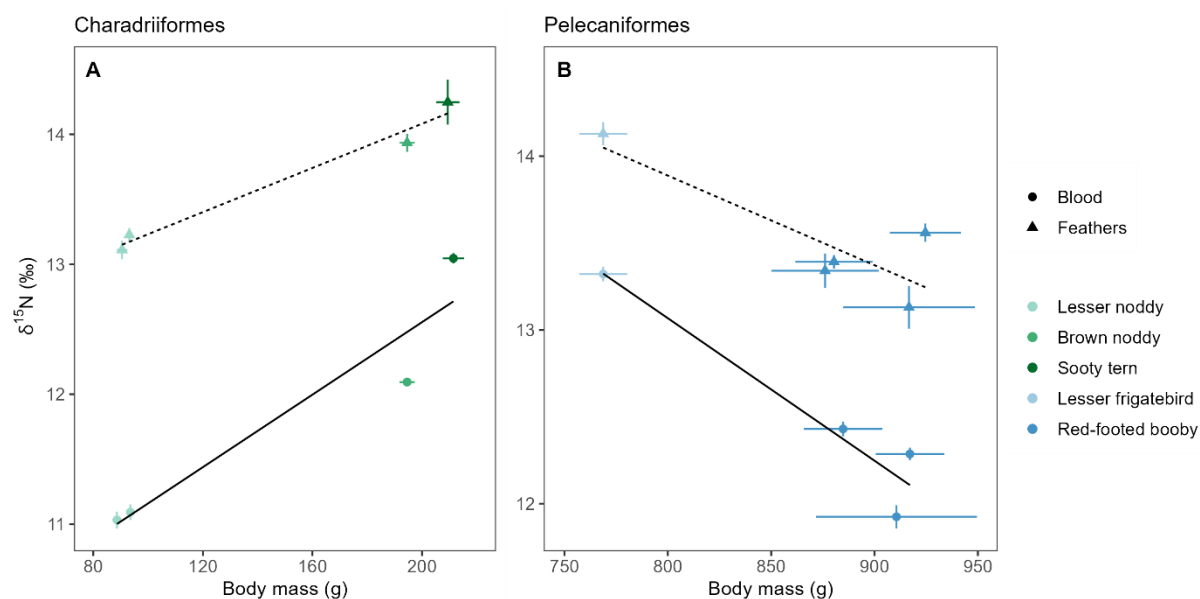 Charadriiformes
Pelecaniformes
A
B
δ¹⁵N (‰)
14
13
12
11
80
120
160
200
Body mass (g)
14
13
12
750
800
850
900
950
Body mass (g)
Blood
Feathers
Lesser noddy
Brown noddy
Sooty tern
Lesser frigatebird
Red-footed booby